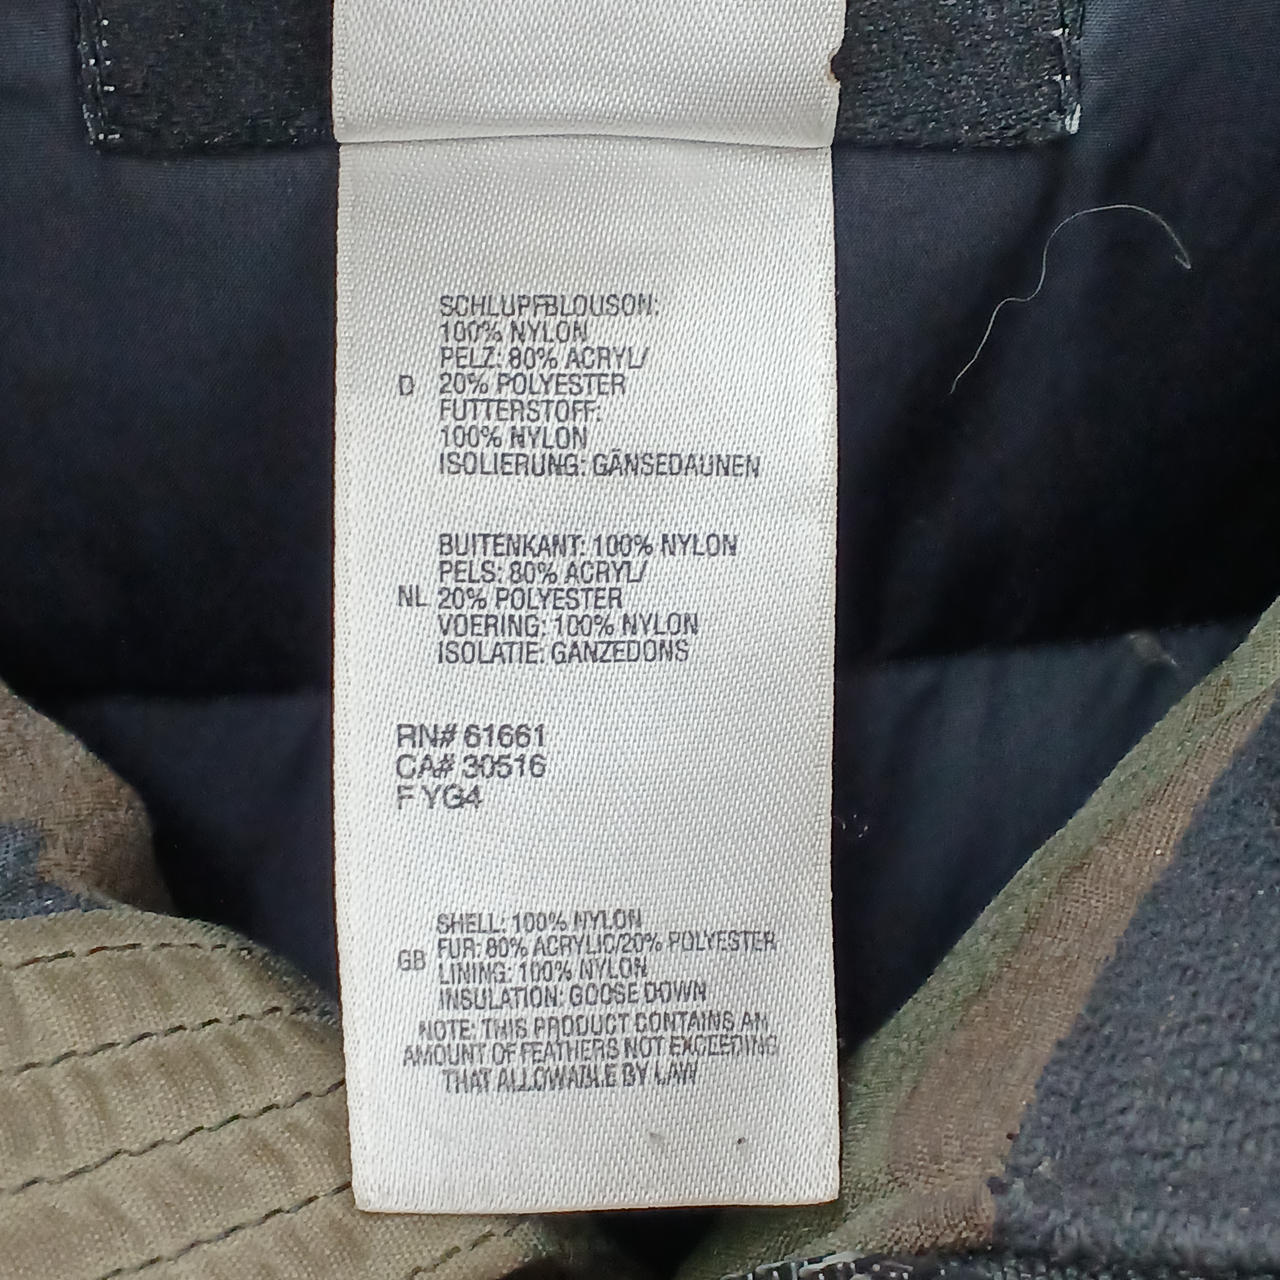 SCHLUPFBLOUSON:
100% NYLON
PELZ: 80% ACRYL/
D 20% POLYESTER
FUTTERSTOFF:
100% NYLON
ISOLIERUNG: GÄNSEDAUNEN
BUITENKANT: 100% NYLON
PELS: 80% ACRYL/
NL 20% POLYESTER
VOERING: 100% NYLON
ISOLATIE: GANZEDONS
RN# 61661
CA# 30516
F YG4
SHELL: 100% NYLON
FUR: 80% ACRYLIC/20% POLYESTER
GB LINING: 100% NYLON
INSULATION: GOOSE DOWN
NOTE: THIS PRODUCT CONTAINS AN
AMOUNT OF FEATHERS NOT EXCEEDING
THAT ALLOWABLE BY LAW